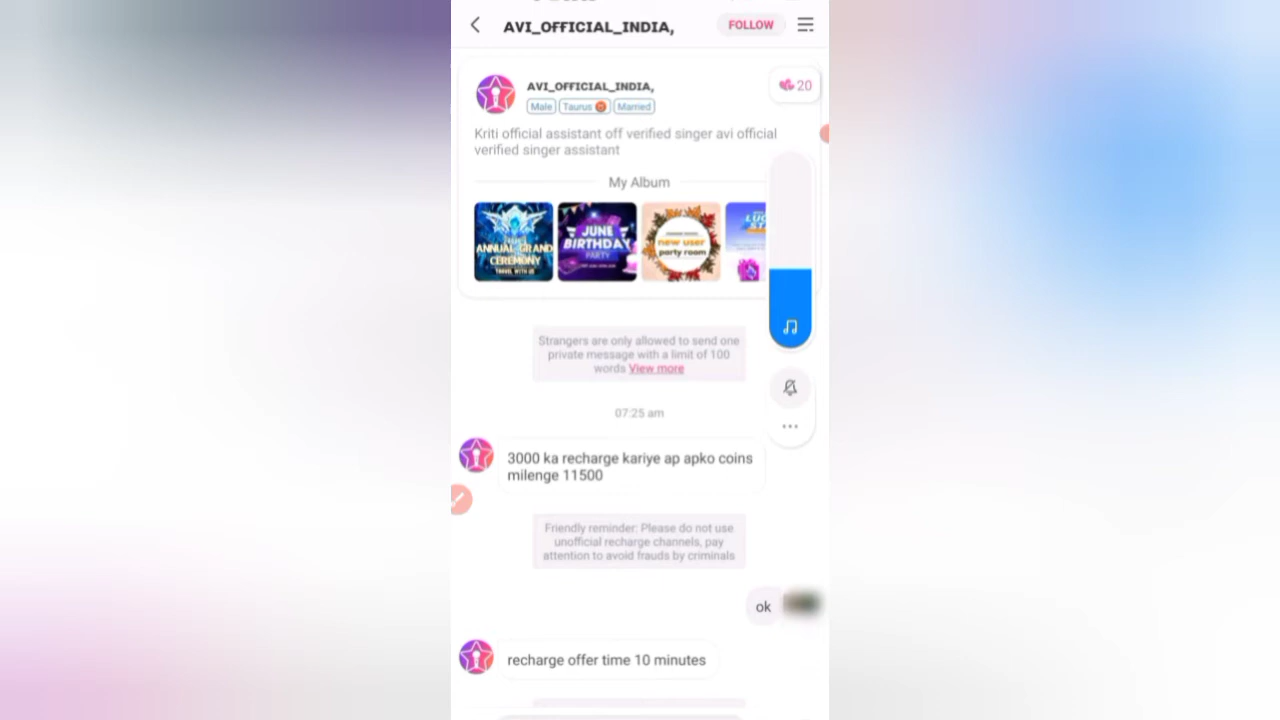 AVI_OFFICIAL_INDIA,
FOLLOW
AVI_OFFICIAL_INDIA,
20
Male Taurus Married
Kriti official assistant off verified singer avi official
verified singer assistant
My Album
ANNUAL GRAND
CEREMONY
TRAVEL WITH US
JUNE
BIRTHDAY
PARTY
new user
party room
Strangers are only allowed to send one
private message with a limit of 100
words View more
07:25 am
3000 ka recharge kariye ap apko coins
milenge 11500
Friendly reminder: Please do not use
unofficial recharge channels, pay
attention to avoid frauds by criminals
ok
recharge offer time 10 minutes